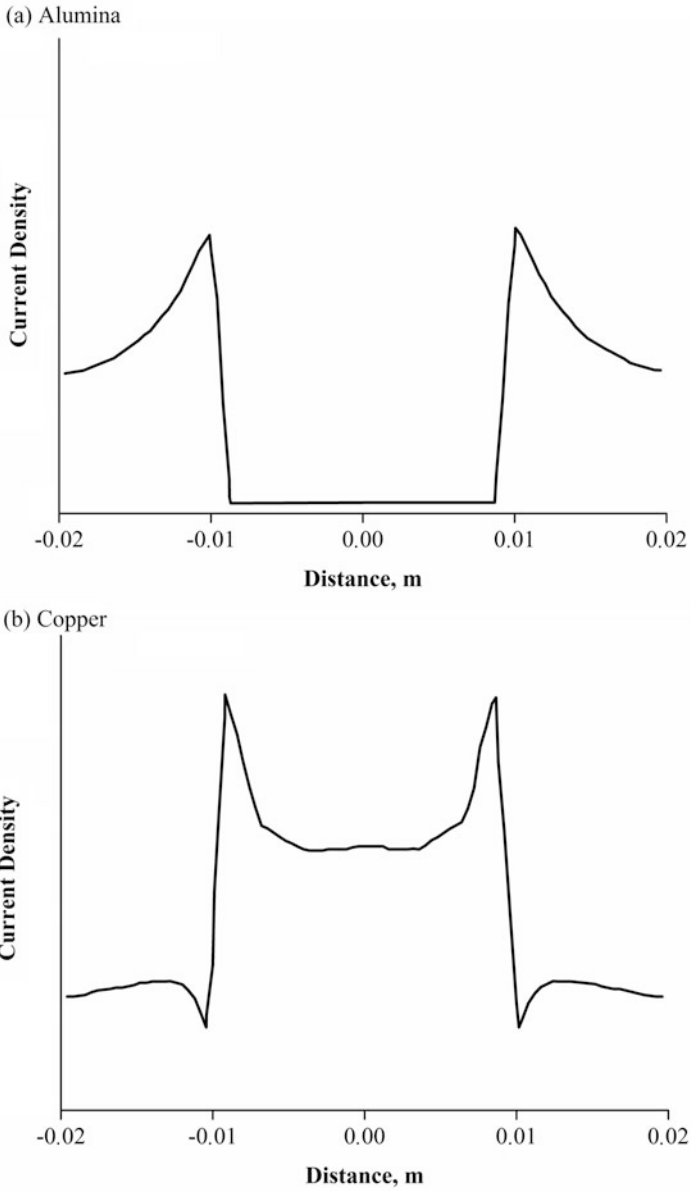 (a) Alumina
Current Density
-0.02 -0.01 0.00 0.01 0.02
Distance, m
(b) Copper
Current Density
-0.02 -0.01 0.00 0.01 0.02
Distance, m